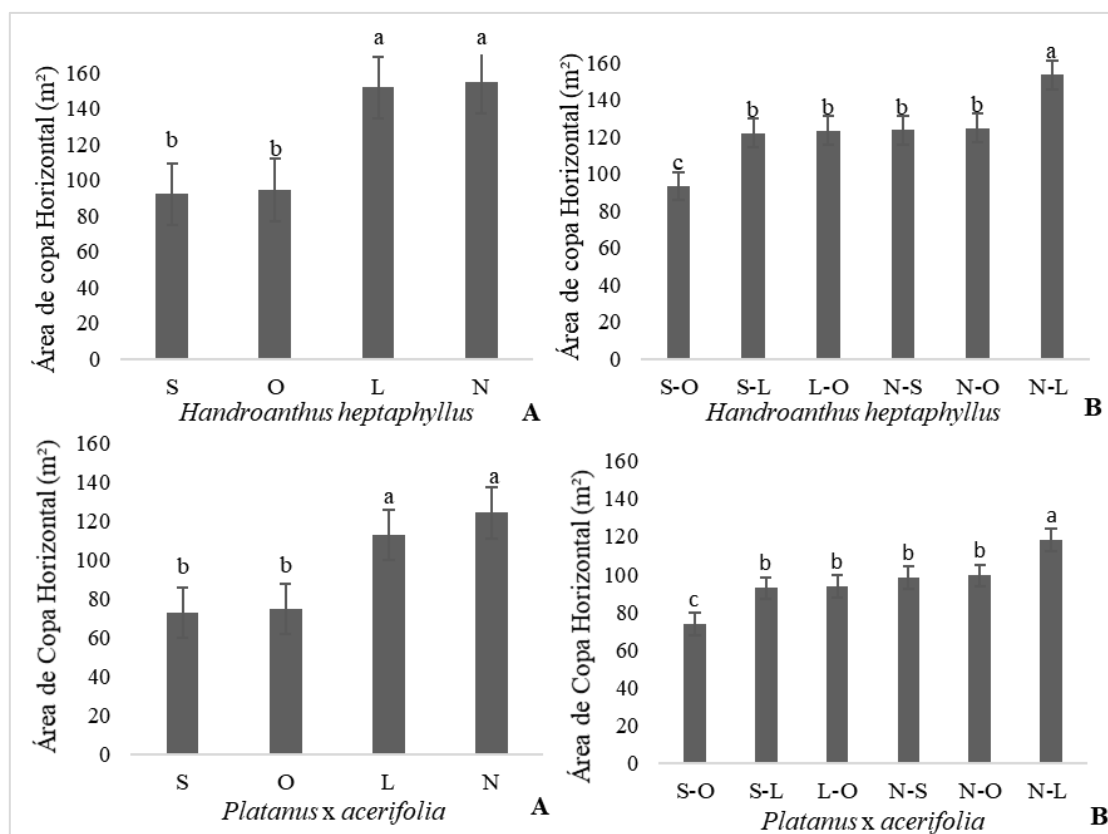 Área de copa Horizontal (m²)
160
140
120
100
80
60
40
20
0
b b a a
S O L N
Handroanthus heptaphyllus A
Área de copa Horizontal (m²)
160
140
120
100
80
60
40
20
0
c b b b b a
S-O S-L L-O N-S N-O N-L
Handroanthus heptaphyllus B
Área de Copa Horizontal (m²)
160
140
120
100
80
60
40
20
0
b b a a
S O L N
Platanus x acerifolia A
Área de Copa Horizontal (m²)
160
140
120
100
80
60
40
20
0
c b b b b a
S-O S-L L-O N-S N-O N-L
Platanus x acerifolia B